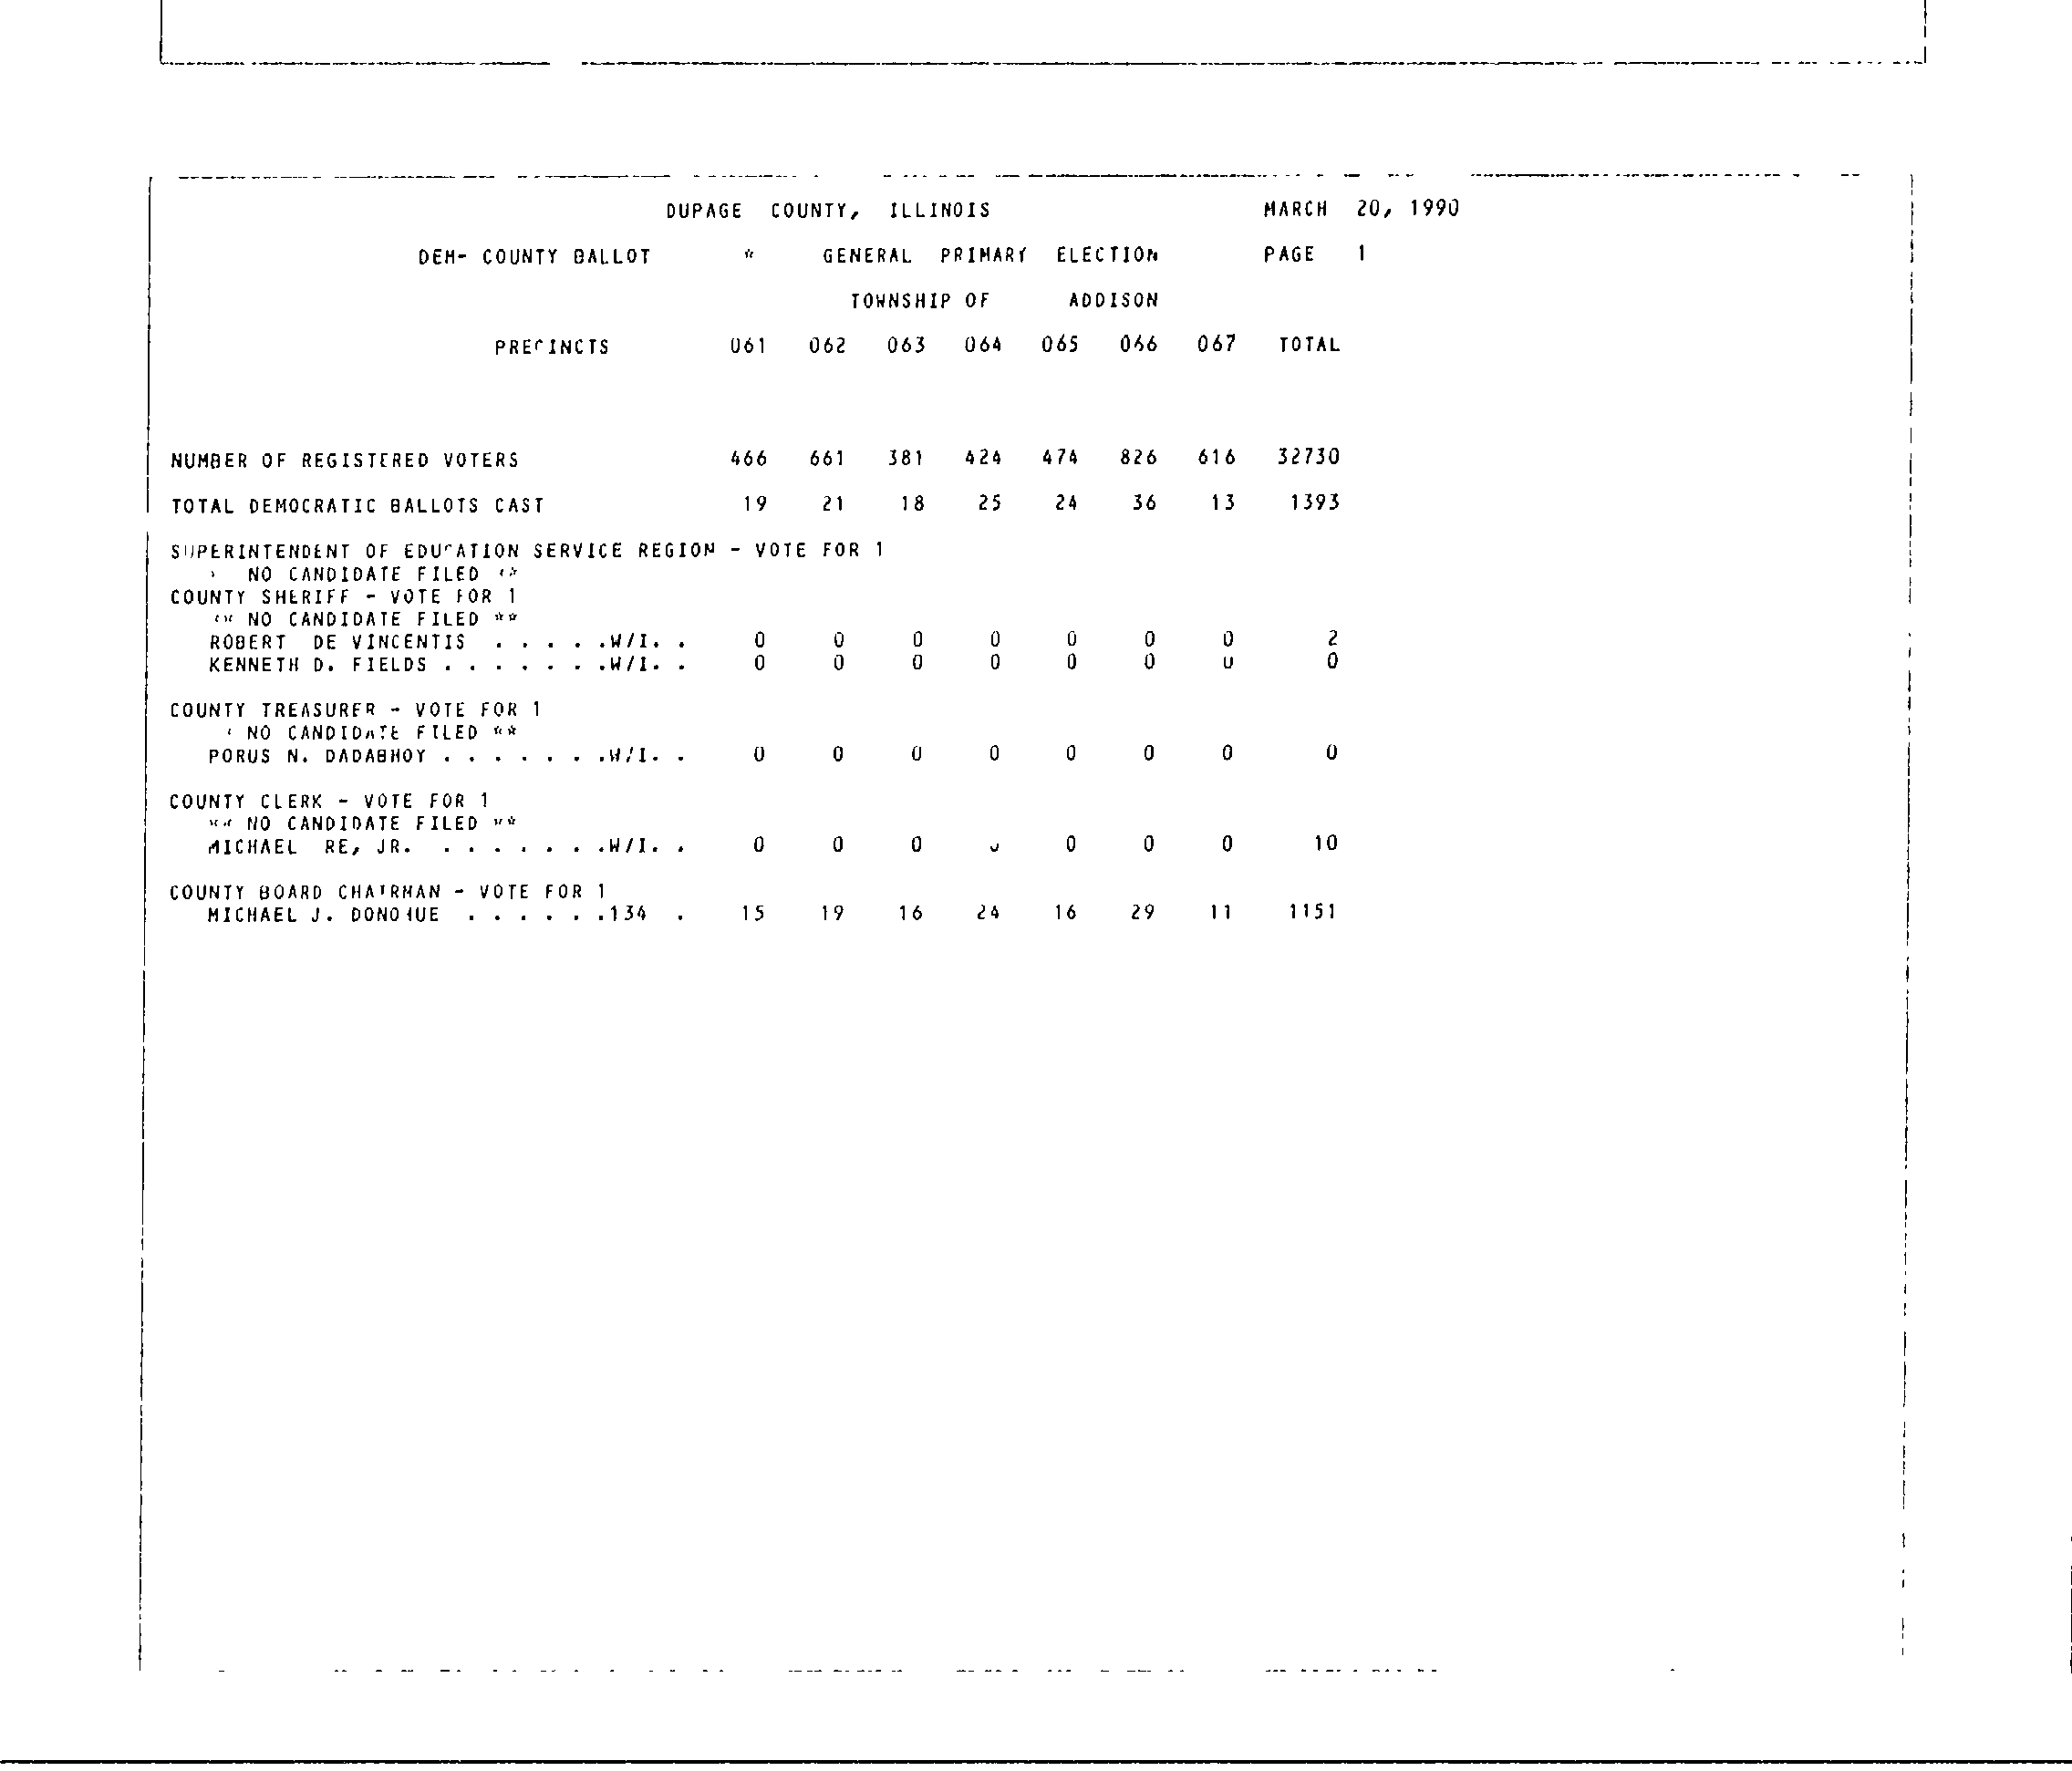 DUPAGE COUNTY, ILLINOIS MARCH 20, 1990
DEM- COUNTY BALLOT * GENERAL PRIMARY ELECTION PAGE 1
TOWNSHIP OF ADDISON
PRECINCTS 061 062 063 064 065 066 067 TOTAL
NUMBER OF REGISTERED VOTERS 466 661 381 424 474 826 616 32730
TOTAL DEMOCRATIC BALLOTS CAST 19 21 18 25 24 36 13 1393
SUPERINTENDENT OF EDUCATION SERVICE REGION - VOTE FOR 1
NO CANDIDATE FILED **
COUNTY SHERIFF - VOTE FOR 1
** NO CANDIDATE FILED **
ROBERT DE VINCENTIS . . . . .W/I. . 0 0 0 0 0 0 0 2
KENNETH D. FIELDS . . . . . . .W/I. . 0 0 0 0 0 0 0 0
COUNTY TREASURER - VOTE FOR 1
* NO CANDIDATE FILED **
PORUS N. DADABHOY . . . . . . .W/I. . 0 0 0 0 0 0 0 0
COUNTY CLERK - VOTE FOR 1
** NO CANDIDATE FILED **
MICHAEL RE, JR. . . . . . . .W/I. . 0 0 0 0 0 0 0 10
COUNTY BOARD CHAIRMAN - VOTE FOR 1
MICHAEL J. DONOHUE . . . . . .134 . 15 19 16 24 16 29 11 1151